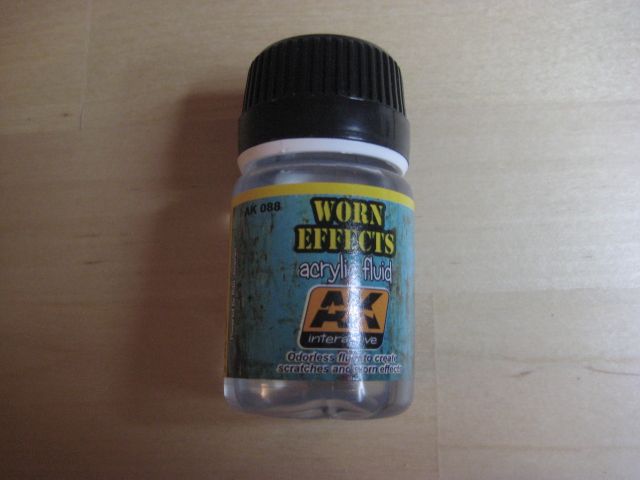 AK 088
WORN
EFFECTS
acrylic fluid
AK
interactive
Odorless fluid to create
scratches and worn effects